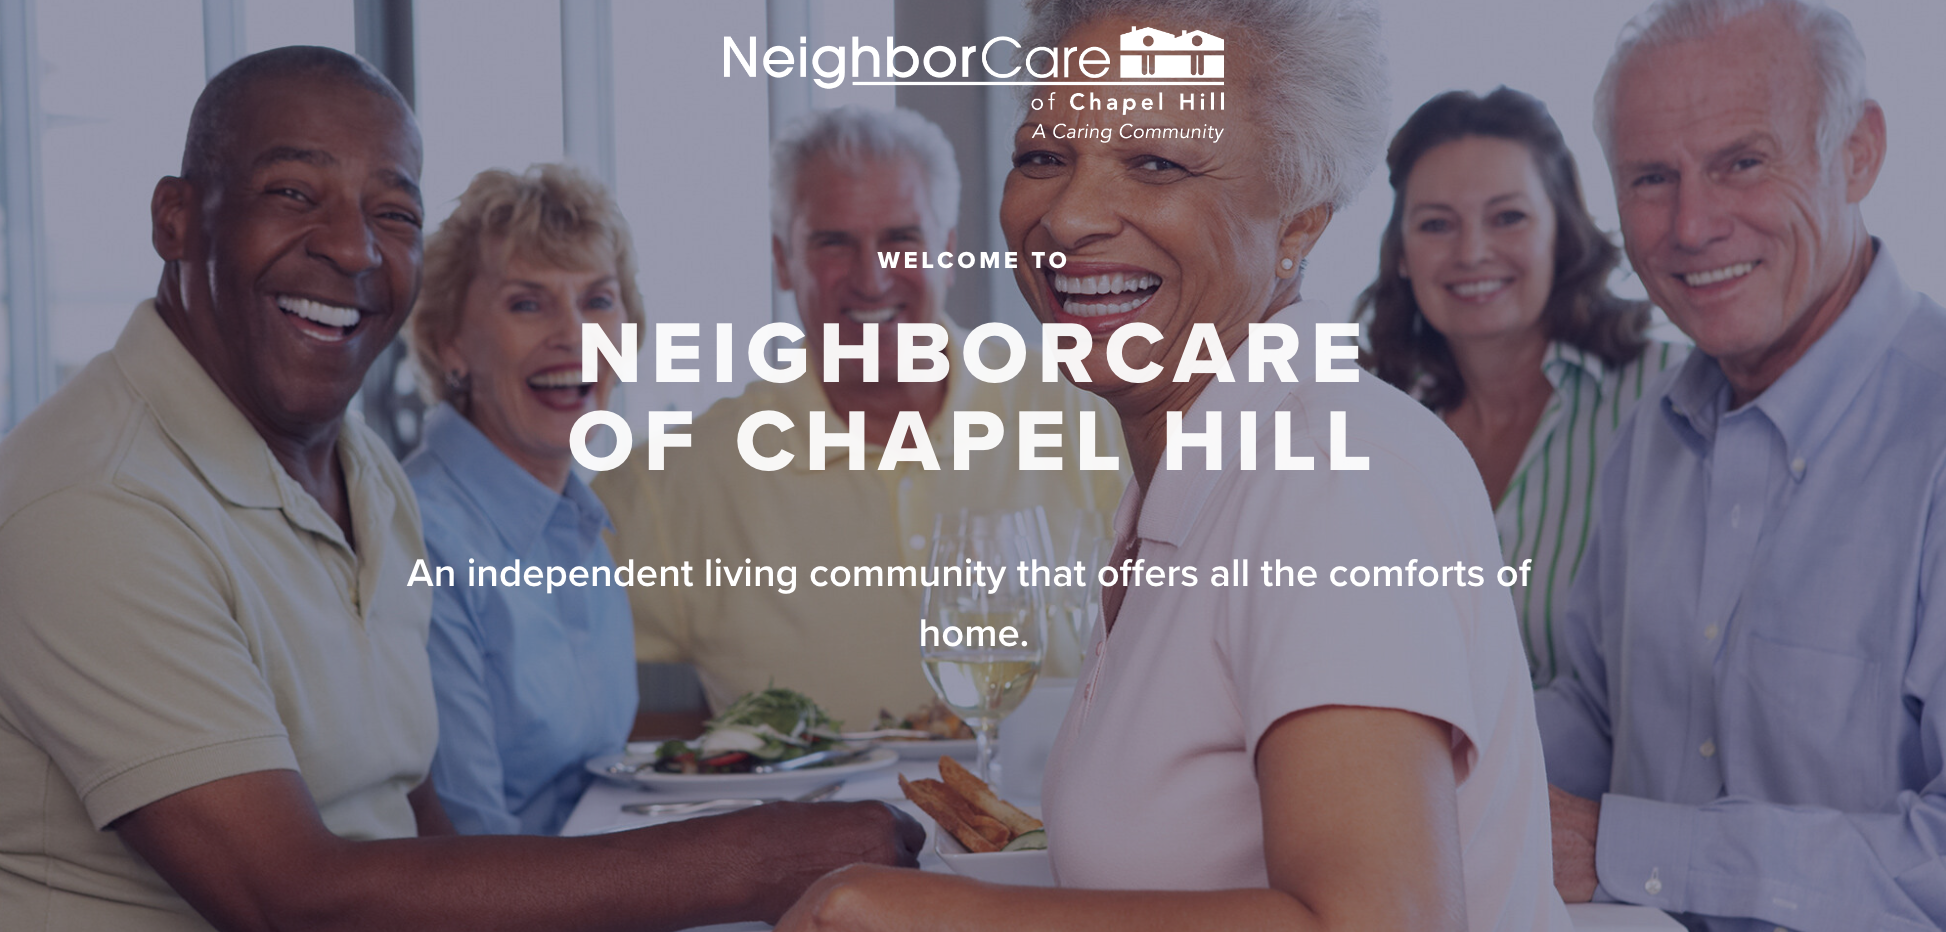 NeighborCare
of Chapel Hill
A Caring Community
WELCOME TO
NEIGHBORCARE
OF CHAPEL HILL
An independent living community that offers all the comforts of
home.